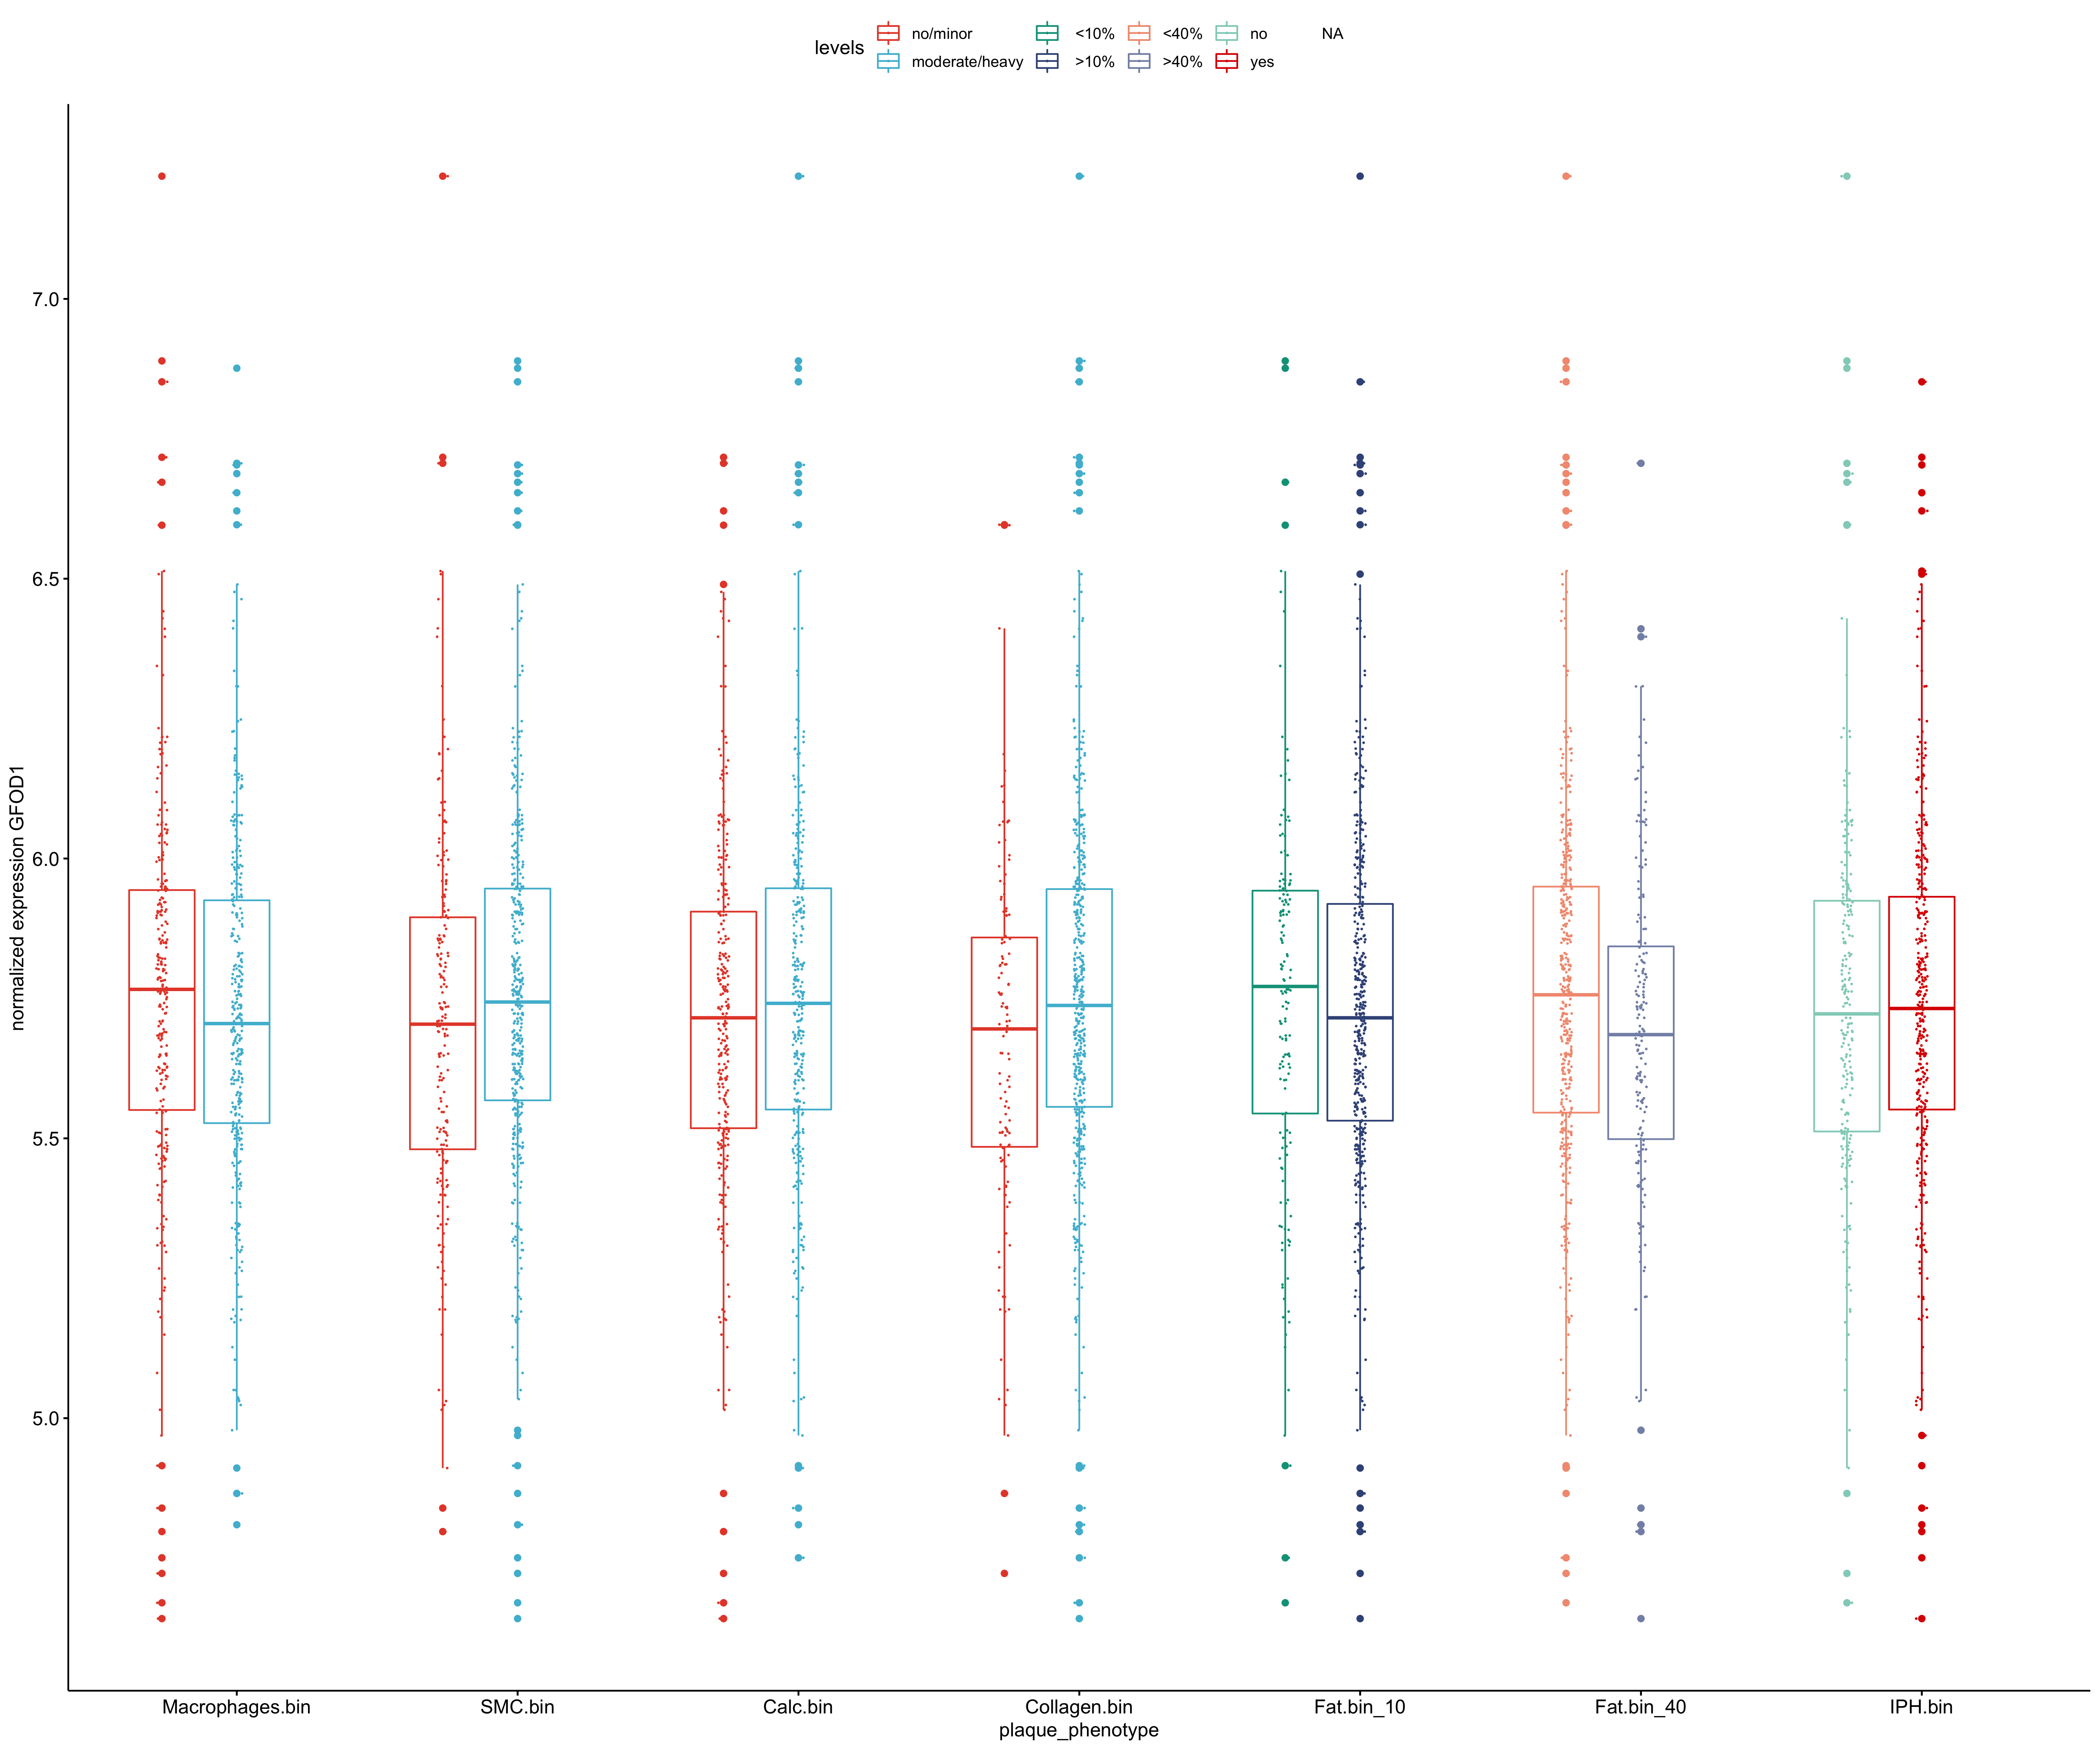 levels no/minor <10% <40% no NA
moderate/heavy >10% >40% yes
normalized expression GFOD1
7.0
6.5
6.0
5.5
5.0
Macrophages.bin SMC.bin Calc.bin Collagen.bin Fat.bin_10 Fat.bin_40 IPH.bin
plaque_phenotype